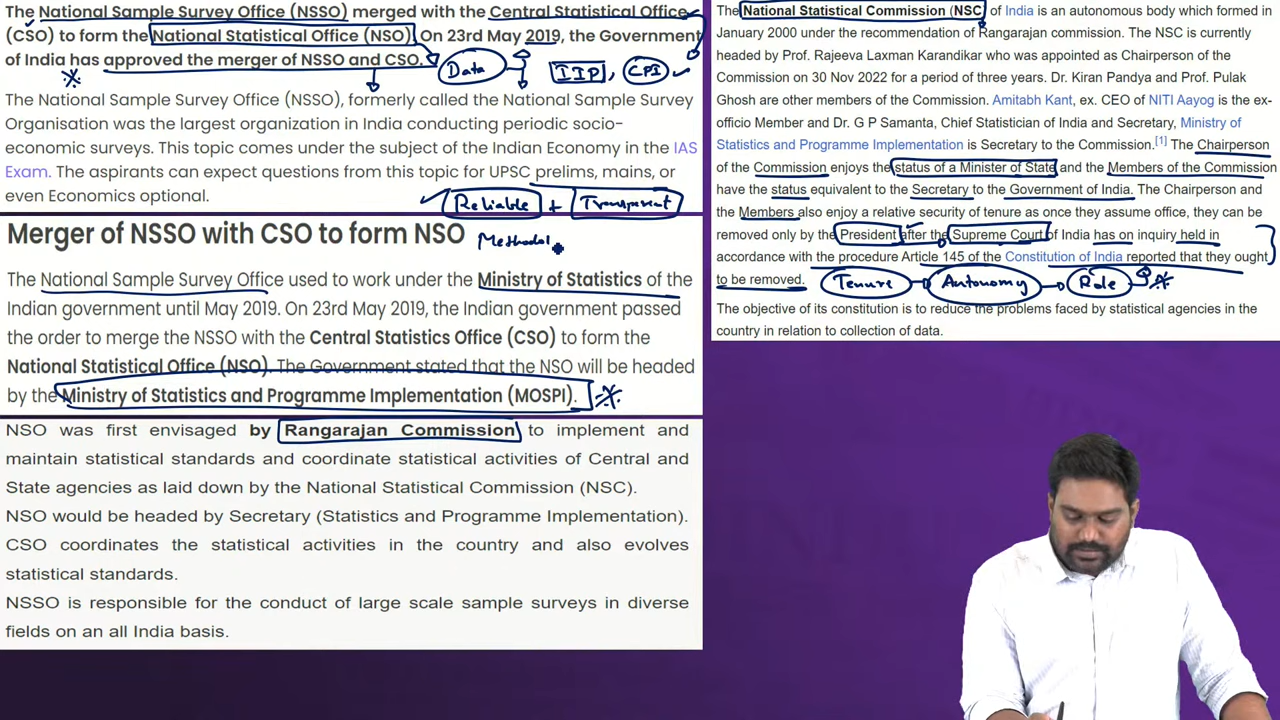 The National Sample Survey Office (NSSO) merged with the Central Statistical Office
(CSO) to form the National Statistical Office (NSO). On 23rd May 2019, the Government
of India has approved the merger of NSSO and CSO.
Data
IIP, CPI
The National Sample Survey Office (NSSO), formerly called the National Sample Survey
Organisation was the largest organization in India conducting periodic socio-
economic surveys. This topic comes under the subject of the Indian Economy in the IAS
Exam. The aspirants can expect questions from this topic for UPSC prelims, mains, or
even Economics optional.
Reliable + Transparent
Merger of NSSO with CSO to form NSO
Methodol
The National Sample Survey Office used to work under the Ministry of Statistics of the
Indian government until May 2019. On 23rd May 2019, the Indian government passed
the order to merge the NSSO with the Central Statistics Office (CSO) to form the
National Statistical Office (NSO). The Government stated that the NSO will be headed
by the Ministry of Statistics and Programme Implementation (MOSPI).
NSO was first envisaged by Rangarajan Commission to implement and
maintain statistical standards and coordinate statistical activities of Central and
State agencies as laid down by the National Statistical Commission (NSC).
NSO would be headed by Secretary (Statistics and Programme Implementation).
CSO coordinates the statistical activities in the country and also evolves
statistical standards.
NSSO is responsible for the conduct of large scale sample surveys in diverse
fields on an all India basis.
The National Statistical Commission (NSC) of India is an autonomous body which formed in
January 2000 under the recommendation of Rangarajan commission. The NSC is currently
headed by Prof. Rajeeva Laxman Karandikar who was appointed as Chairperson of the
Commission on 30 Nov 2022 for a period of three years. Dr. Kiran Pandya and Prof. Pulak
Ghosh are other members of the Commission. Amitabh Kant, ex. CEO of NITI Aayog is the ex-
officio Member and Dr. G P Samanta, Chief Statistician of India and Secretary, Ministry of
Statistics and Programme Implementation is Secretary to the Commission.[1] The Chairperson
of the Commission enjoys the status of a Minister of State and the Members of the Commission
have the status equivalent to the Secretary to the Government of India. The Chairperson and
the Members also enjoy a relative security of tenure as once they assume office, they can be
removed only by the President after the Supreme Court of India has on inquiry held in
accordance with the procedure Article 145 of the Constitution of India reported that they ought
to be removed.
Tenure Autonomy Role
The objective of its constitution is to reduce the problems faced by statistical agencies in the
country in relation to collection of data.